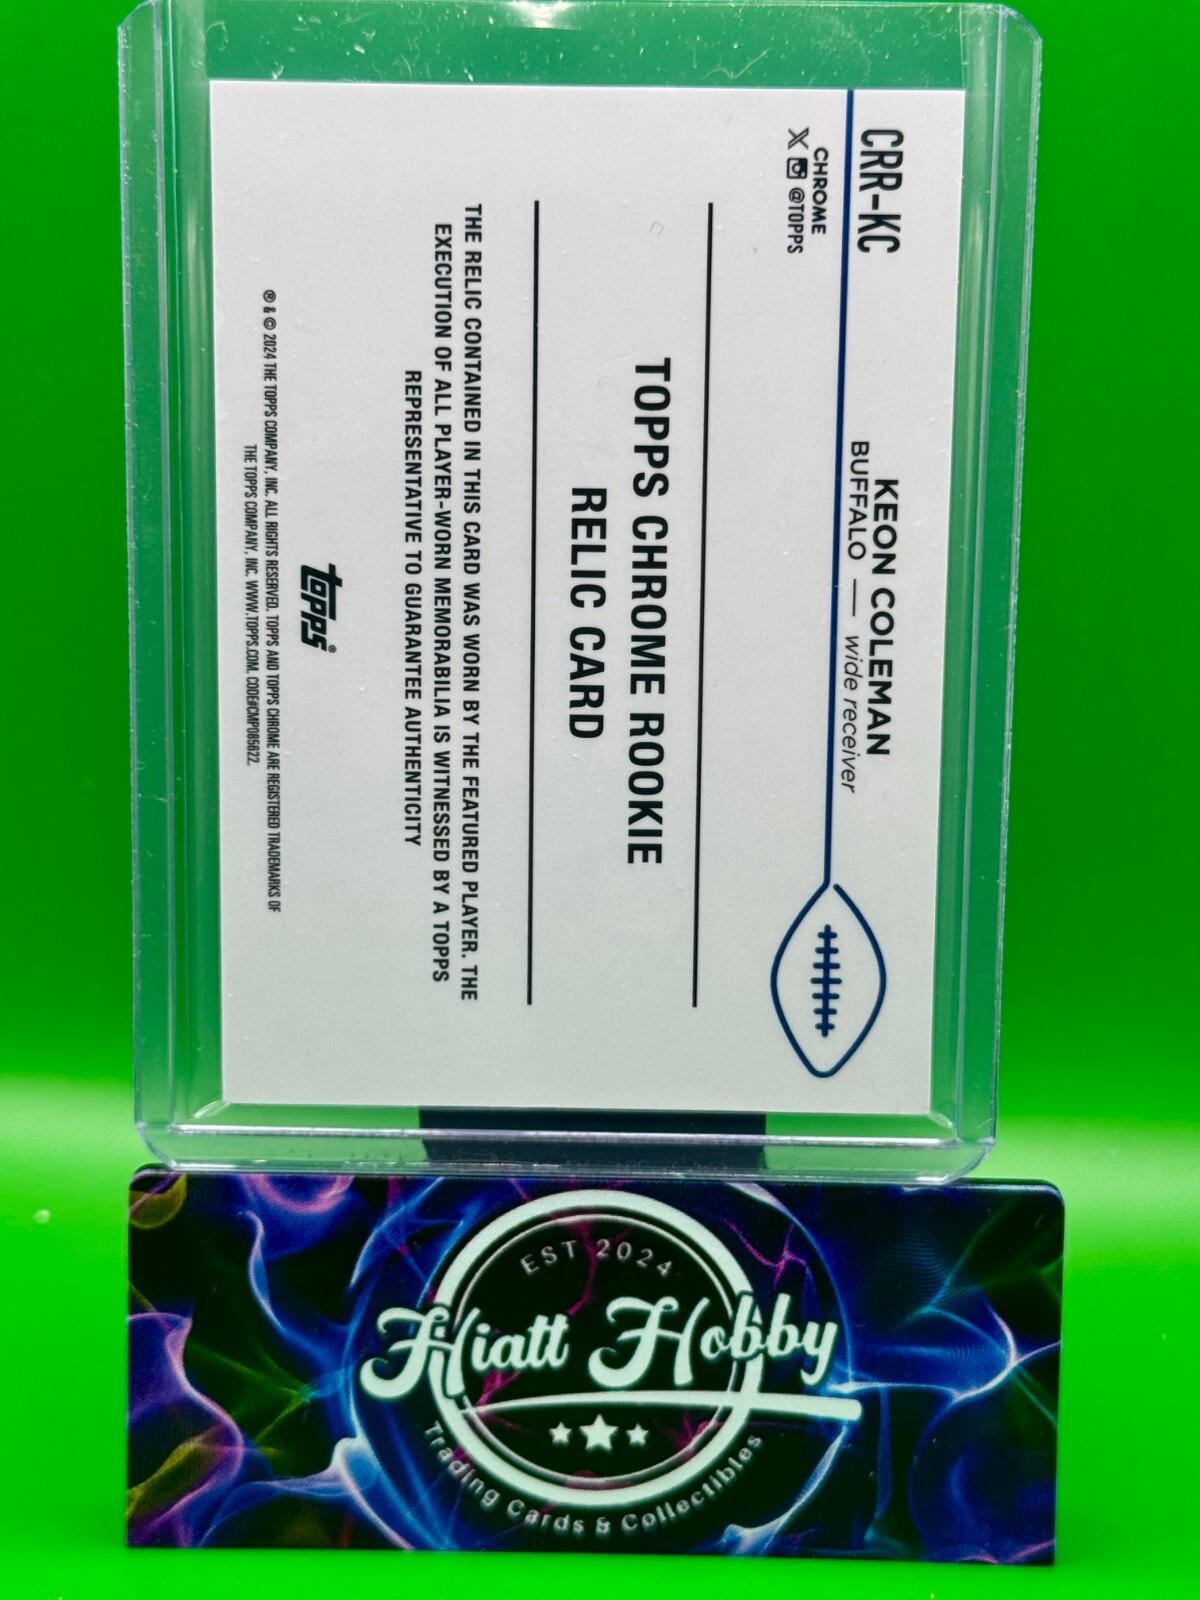 CRR-KC
KEON COLEMAN
BUFFALO — wide receiver
CHROME
X @TOPPS
TOPPS CHROME ROOKIE
RELIC CARD
THE RELIC CONTAINED IN THIS CARD WAS WORN BY THE FEATURED PLAYER. THE
EXECUTION OF ALL PLAYER-WORN MEMORABILIA IS WITNESSED BY A TOPPS
REPRESENTATIVE TO GUARANTEE AUTHENTICITY
topps®
® & © 2024 THE TOPPS COMPANY, INC. ALL RIGHTS RESERVED. TOPPS AND TOPPS CHROME ARE REGISTERED TRADEMARKS OF
THE TOPPS COMPANY, INC. WWW.TOPPS.COM. CODE#CMP085622.
EST 2024
Hiatt Hobby
Trading Cards & Collectibles